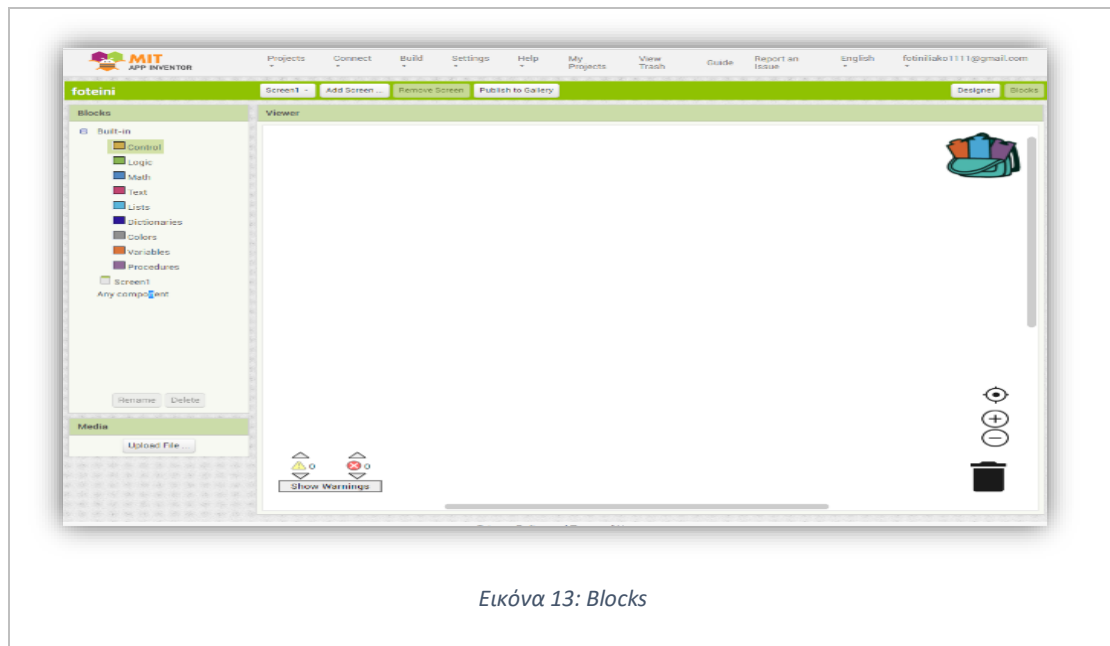 MIT
APP INVENTOR
Projects Connect Build Settings Help My Projects View Trash Guide Report an Issue English fotiniliako1111@gmail.com
foteini
Screen1 Add Screen ... Remove Screen Publish to Gallery Designer Blocks
Blocks
Viewer
Built-in
Control
Logic
Math
Text
Lists
Dictionaries
Colors
Variables
Procedures
Screen1
Any component
Rename Delete
Media
Upload File ...
0 0
Show Warnings
Εικόνα 13: Blocks